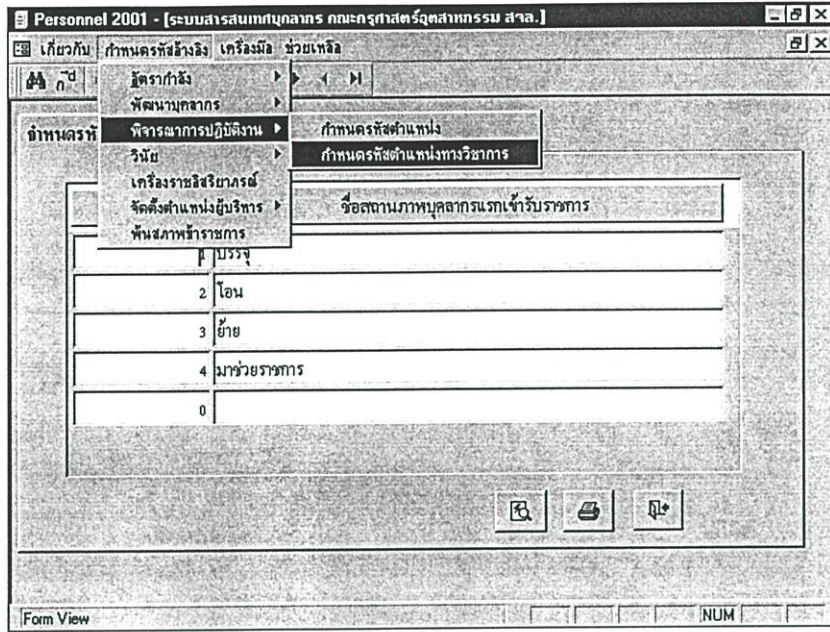 Personnel 2001 - [ระบบสารสนเทศบุคลากร คณะครุศาสตร์อุตสาหกรรม สจล.]
เกี่ยวกับ กำหนดรหัสอ้างอิง เครื่องมือ ช่วยเหลือ
อัตรากำลัง
พัฒนาบุคลากร
พิจารณาการปฏิบัติงาน
วินัย
เครื่องราชอิสริยาภรณ์
จัดตั้งตำแหน่งผู้บริหาร
พ้นสภาพข้าราชการ
กำหนดรหัสตำแหน่ง
กำหนดรหัสตำแหน่งทางวิชาการ
กำหนดรหั
ชื่อสถานภาพบุคลากรแรกเข้ารับราชการ
1 บรรจุ
2 โอน
3 ย้าย
4 มาช่วยราชการ
0
Form View NUM